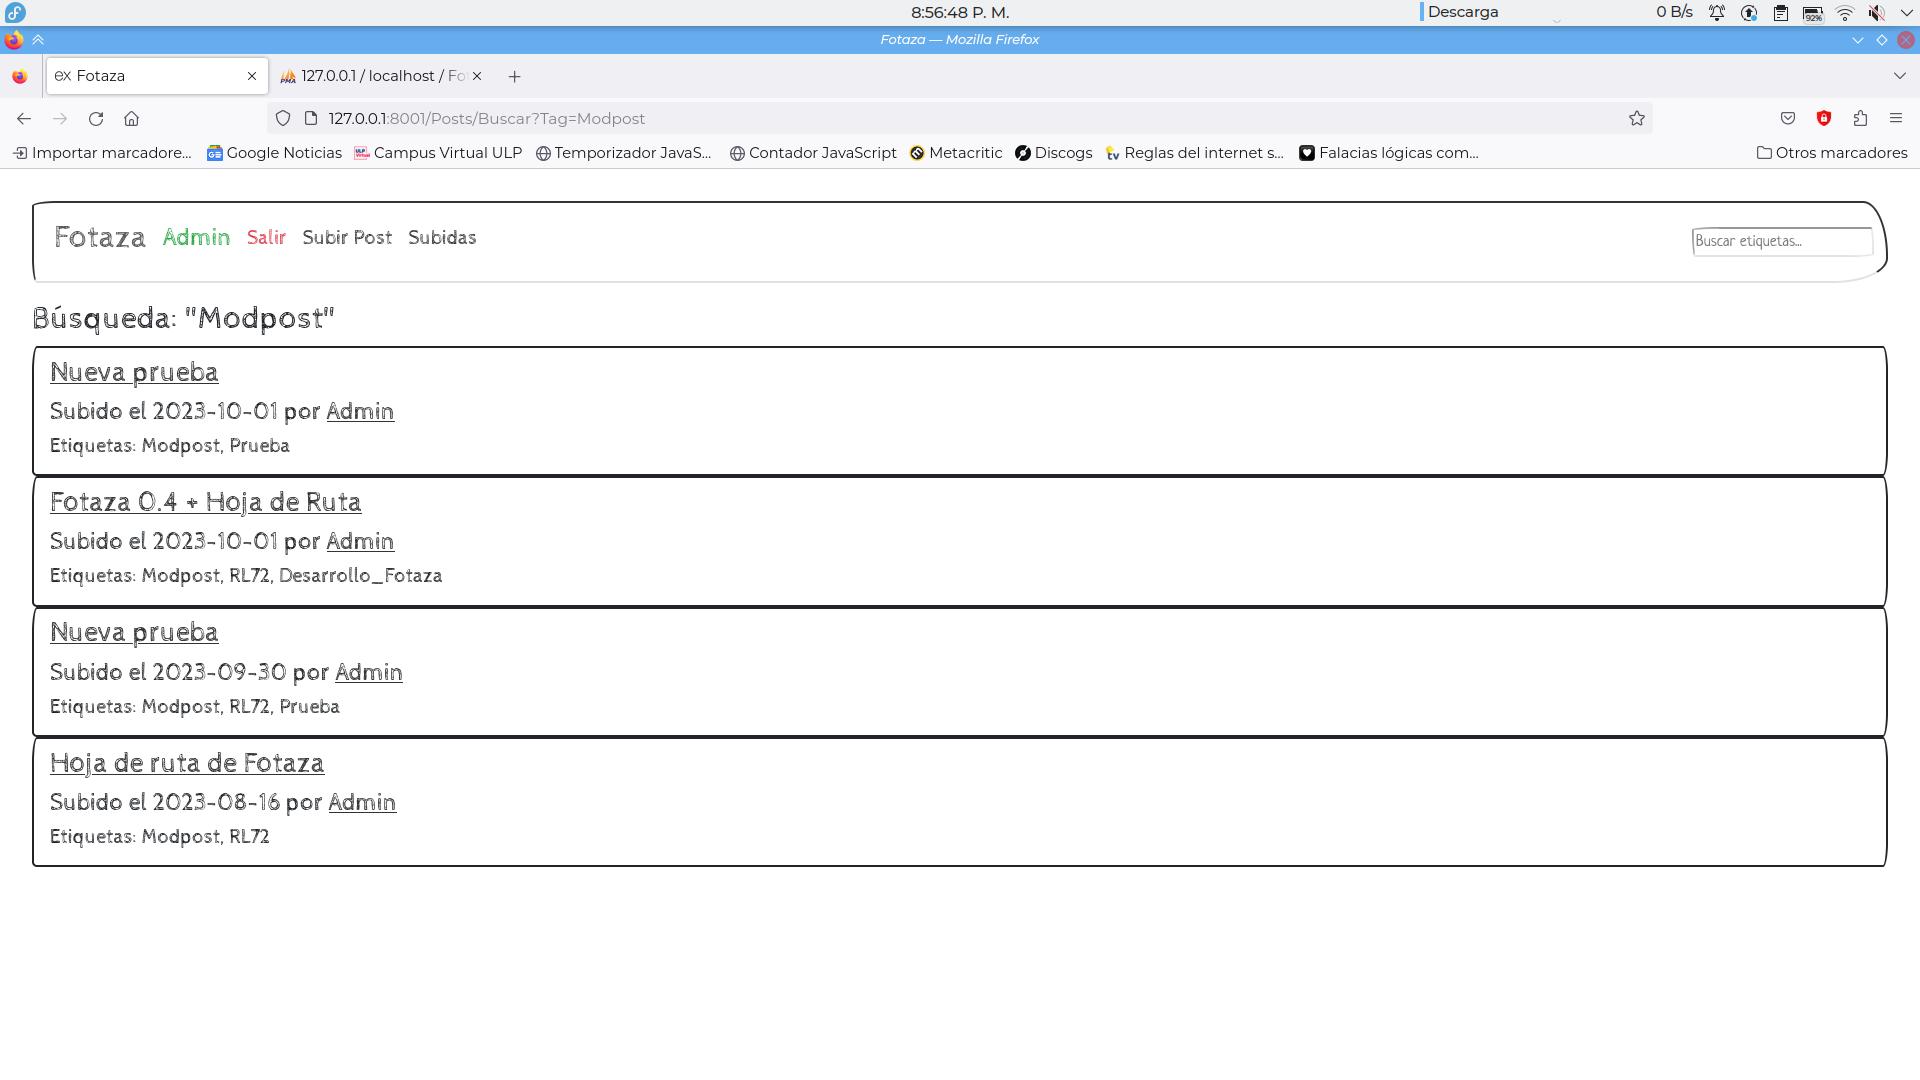 8:56:48 P. M.
Descarga
0 B/s
92%
Fotaza — Mozilla Firefox
ex Fotaza
127.0.0.1 / localhost / Fo
127.0.0.1:8001/Posts/Buscar?Tag=Modpost
Importar marcadore...
Google Noticias
Campus Virtual ULP
Temporizador JavaS...
Contador JavaScript
Metacritic
Discogs
Reglas del internet s...
Falacias lógicas com...
Otros marcadores
Fotaza Admin Salir Subir Post Subidas
Buscar etiquetas...
Búsqueda: "Modpost"
Nueva prueba
Subido el 2023-10-01 por Admin
Etiquetas: Modpost, Prueba
Fotaza 0.4 + Hoja de Ruta
Subido el 2023-10-01 por Admin
Etiquetas: Modpost, RL72, Desarrollo_Fotaza
Nueva prueba
Subido el 2023-09-30 por Admin
Etiquetas: Modpost, RL72, Prueba
Hoja de ruta de Fotaza
Subido el 2023-08-16 por Admin
Etiquetas: Modpost, RL72